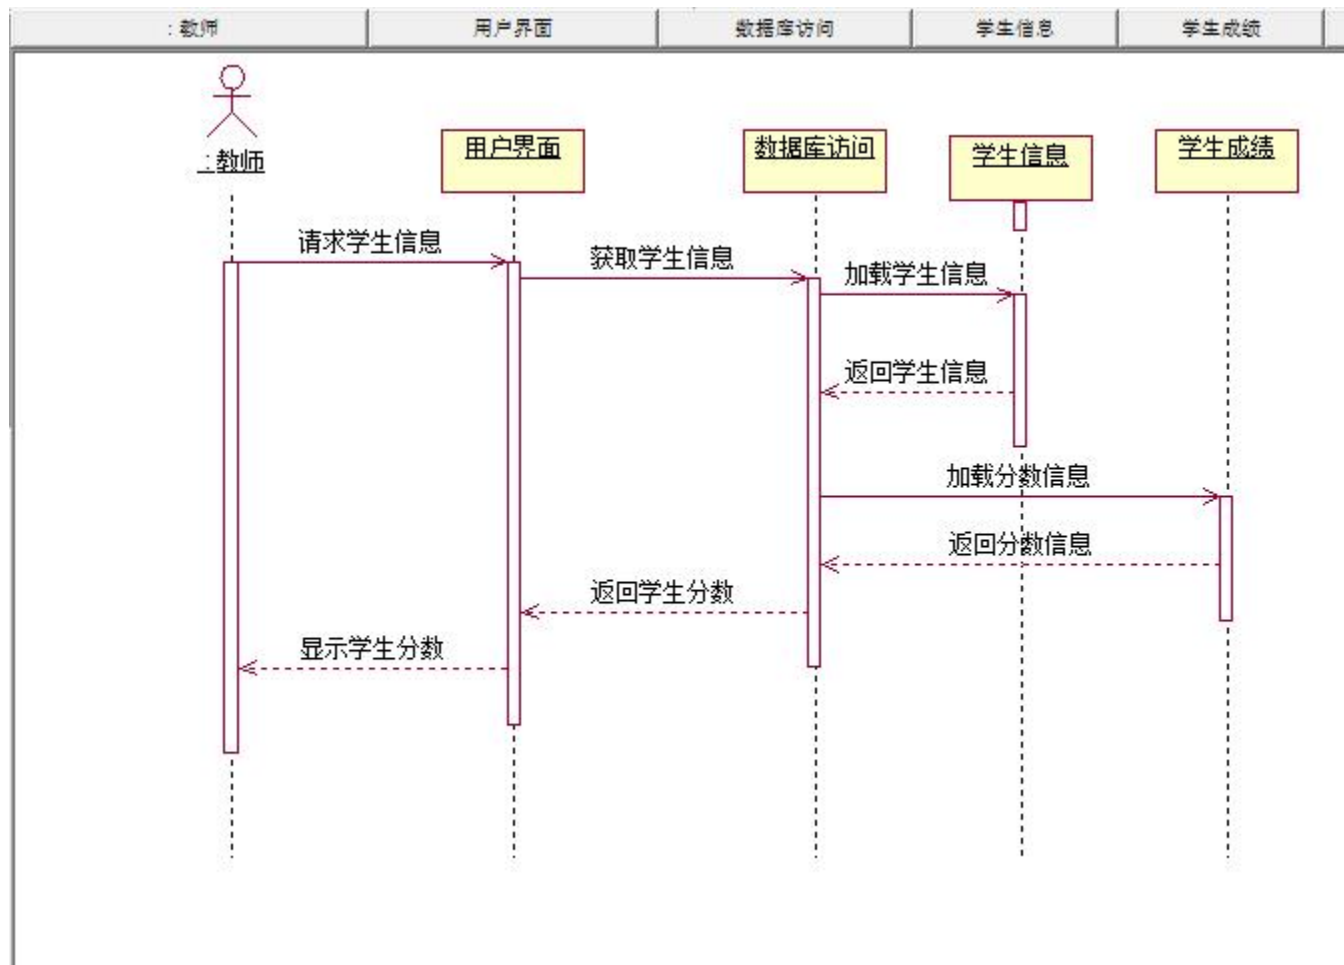 : 教师
用户界面
数据库访问
学生信息
学生成绩
: 教师
用户界面
数据库访问
学生信息
学生成绩
请求学生信息
获取学生信息
加载学生信息
返回学生信息
加载分数信息
返回分数信息
返回学生分数
显示学生分数